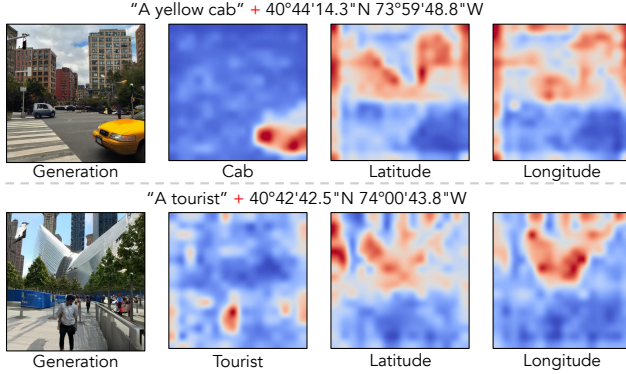 “A yellow cab” + 40°44'14.3"N 73°59'48.8"W
Generation Cab Latitude Longitude
“A tourist” + 40°42'42.5"N 74°00'43.8"W
Generation Tourist Latitude Longitude